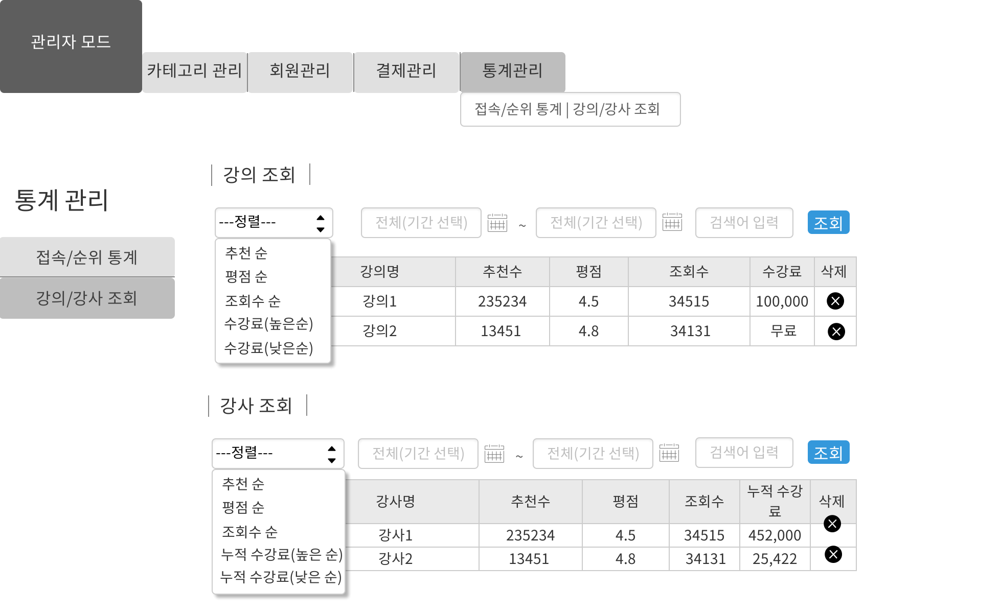 관리자 모드
카테고리 관리 회원관리 결제관리 통계관리
접속/순위 통계 | 강의/강사 조회
통계 관리
접속/순위 통계
강의/강사 조회
강의 조회
---정렬--- 전체(기간 선택) ~ 전체(기간 선택) 검색어 입력 조회
추천 순
평점 순
조회수 순
수강료(높은순)
수강료(낮은순)
강의명 추천수 평점 조회수 수강료 삭제
강의1 235234 4.5 34515 100,000
강의2 13451 4.8 34131 무료
강사 조회
---정렬--- 전체(기간 선택) ~ 전체(기간 선택) 검색어 입력 조회
추천 순
평점 순
조회수 순
누적 수강료(높은 순)
누적 수강료(낮은 순)
강사명 추천수 평점 조회수 누적 수강료 삭제
강사1 235234 4.5 34515 452,000
강사2 13451 4.8 34131 25,422